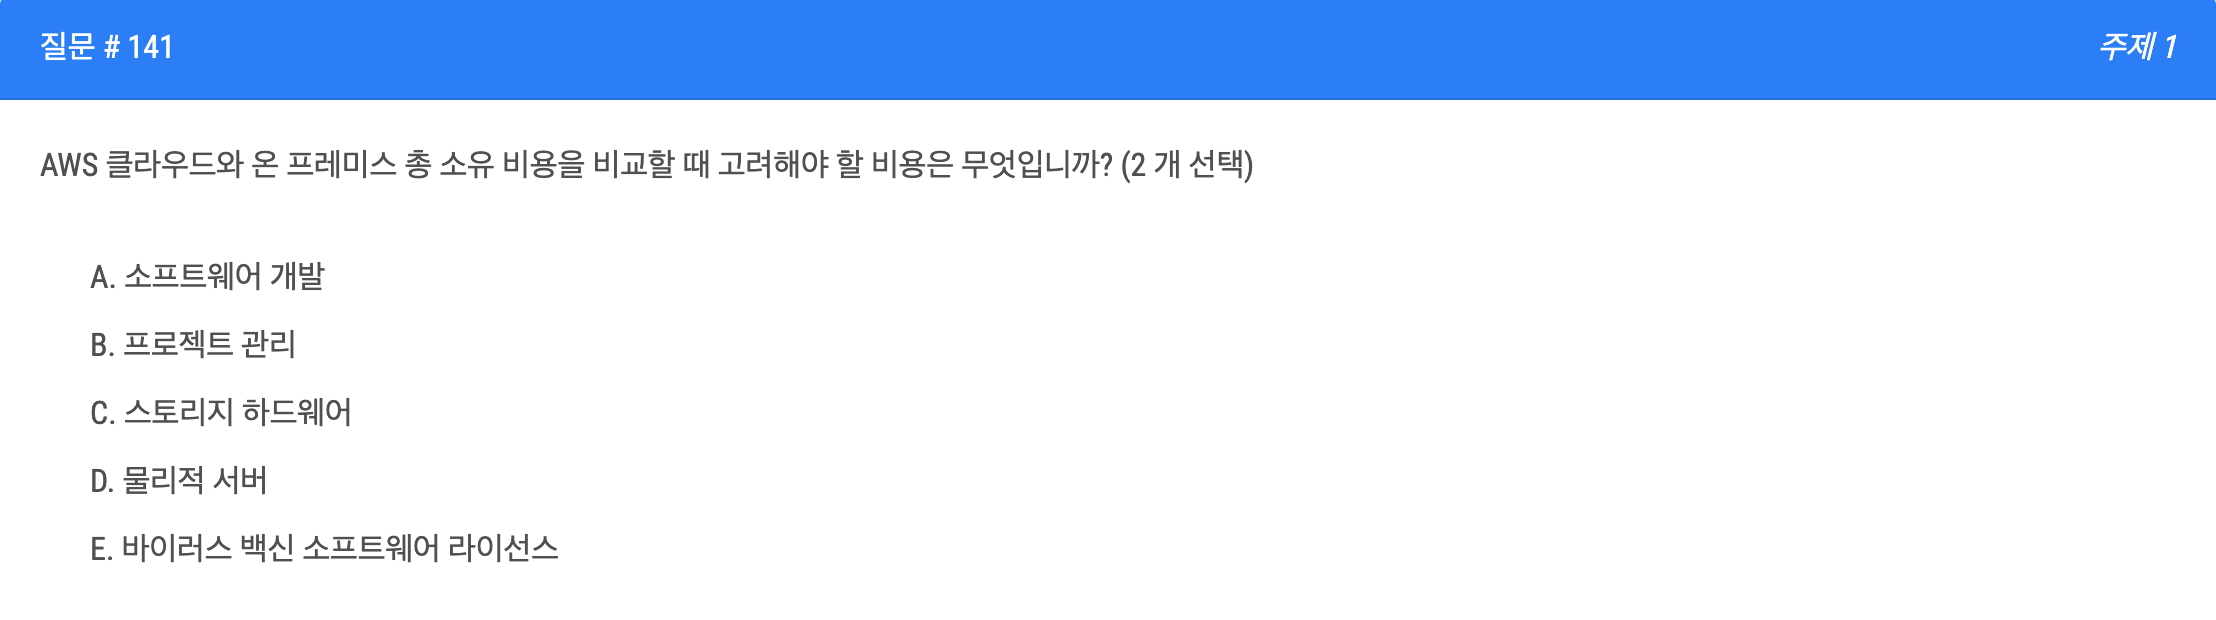 질문 # 141
주제 1
AWS 클라우드와 온 프레미스 총 소유 비용을 비교할 때 고려해야 할 비용은 무엇입니까? (2 개 선택)
A. 소프트웨어 개발
B. 프로젝트 관리
C. 스토리지 하드웨어
D. 물리적 서버
E. 바이러스 백신 소프트웨어 라이선스